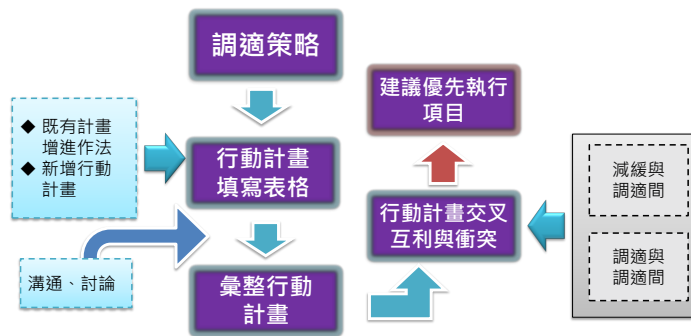 調適策略
建議優先執行
項目
◆ 既有計畫
增進作法
◆ 新增行動
計畫
行動計畫
填寫表格
減緩與
調適間
行動計畫交叉
互利與衝突
調適與
調適間
溝通、討論
彙整行動
計畫